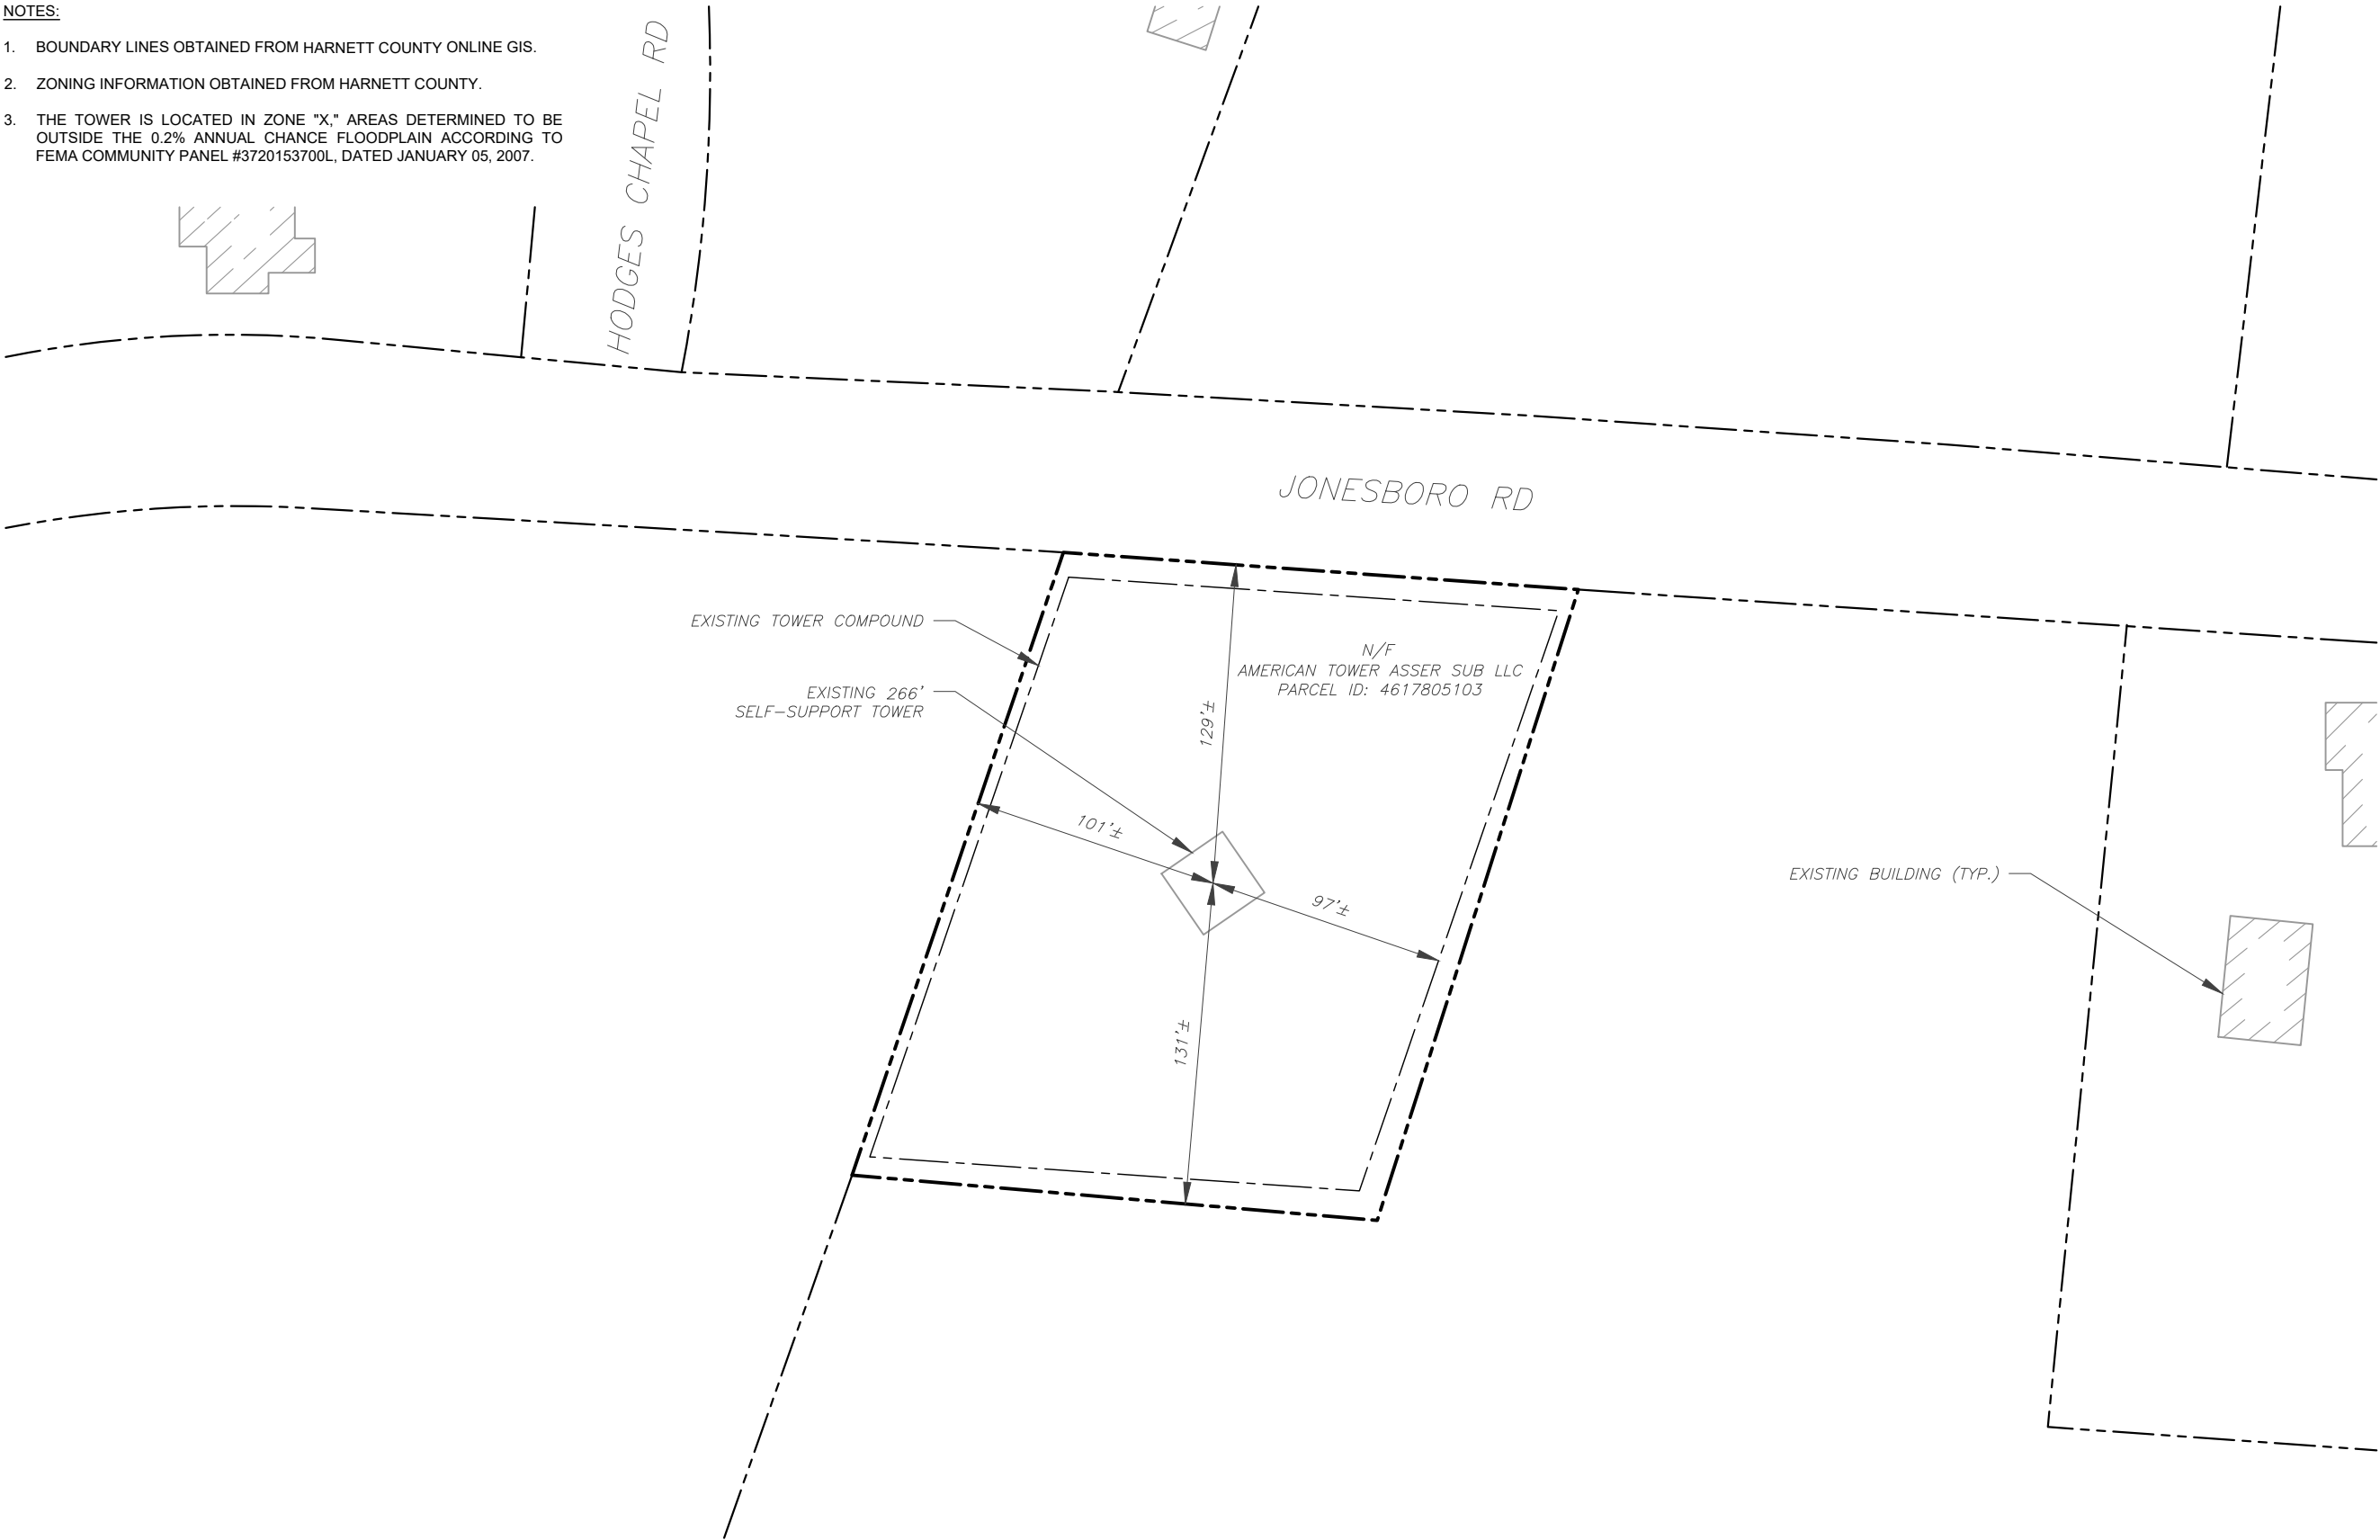 NOTES:
1. BOUNDARY LINES OBTAINED FROM HARNETT COUNTY ONLINE GIS.
2. ZONING INFORMATION OBTAINED FROM HARNETT COUNTY.
3. THE TOWER IS LOCATED IN ZONE "X," AREAS DETERMINED TO BE
OUTSIDE THE 0.2% ANNUAL CHANCE FLOODPLAIN ACCORDING TO
FEMA COMMUNITY PANEL #3720153700L, DATED JANUARY 05, 2007.
HODGES CHAPEL RD
JONESBORO RD
EXISTING TOWER COMPOUND
EXISTING 266'
SELF-SUPPORT TOWER
N/F
AMERICAN TOWER ASSER SUB LLC
PARCEL ID: 4617805103
129'±
101'±
97'±
131'±
EXISTING BUILDING (TYP.)